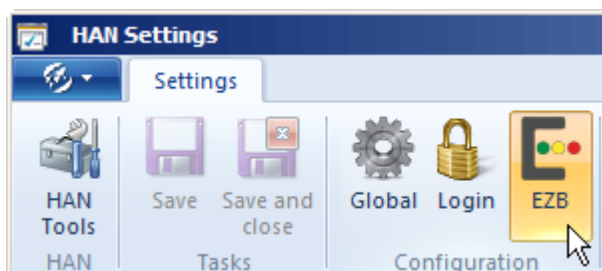 HAN Settings
Settings
HAN Tools
Save
Save and close
Global
Login
EZB
HAN
Tasks
Configuration